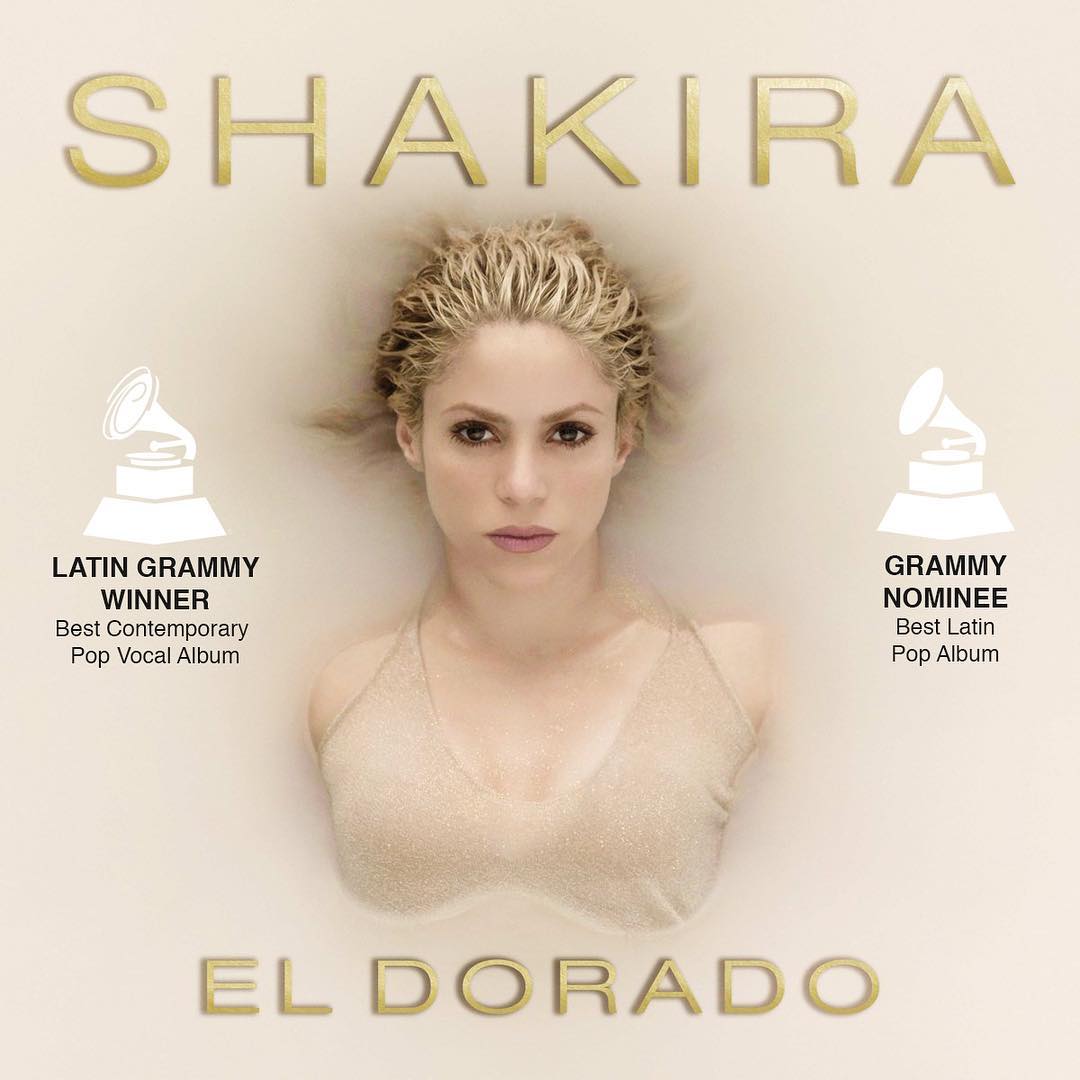 SHAKIRA
LATIN GRAMMY
WINNER
Best Contemporary
Pop Vocal Album
GRAMMY
NOMINEE
Best Latin
Pop Album
EL DORADO